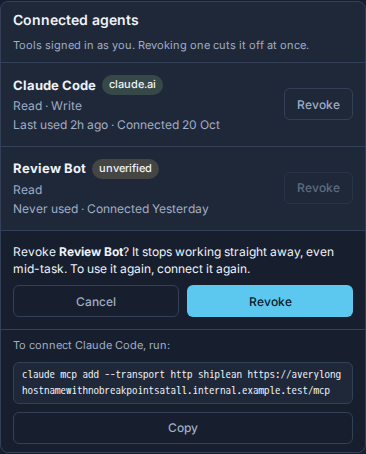 Connected agents
Tools signed in as you. Revoking one cuts it off at once.
Claude Code claude.ai
Read · Write
Revoke
Last used 2h ago · Connected 20 Oct
Review Bot unverified
Read
Revoke
Never used · Connected Yesterday
Revoke Review Bot? It stops working straight away, even
mid-task. To use it again, connect it again.
Cancel Revoke
To connect Claude Code, run:
claude mcp add --transport http shiplean https://averylong
hostnamewithnobreakpointsatall.internal.example.test/mcp
Copy